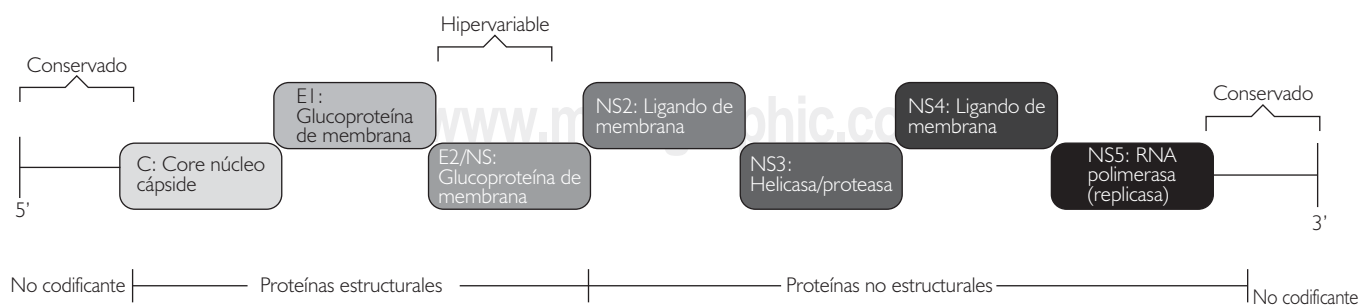 Hipervariable
Conservado
E1:
Glucoproteína
de membrana
NS2: Ligando de
membrana
NS4: Ligando de
membrana
Conservado
C: Core núcleo
cápside
E2/NS:
Glucoproteína de
membrana
NS3:
Helicasa/proteasa
NS5: RNA
polimerasa
(replicasa)
5’
3’
No codificante
Proteínas estructurales
Proteínas no estructurales
No codificante